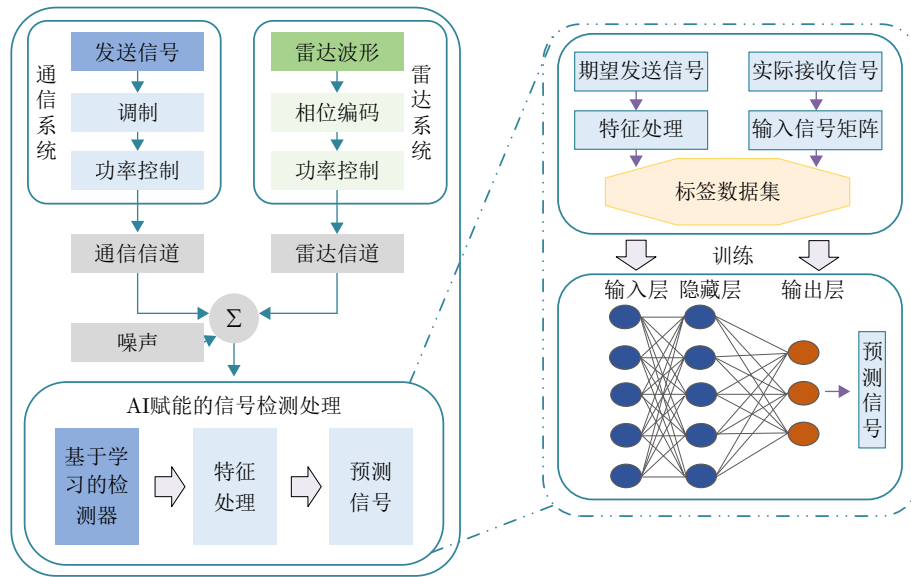 通信系统
发送信号
调制
功率控制
雷达波形
相位编码
功率控制
雷达系统
通信信道
雷达信道
Σ
噪声
AI赋能的信号检测处理
基于学
习的检
测器
特征
处理
预测
信号
期望发送信号
实际接收信号
特征处理
输入信号矩阵
标签数据集
训练
输入层
隐藏层
输出层
预测信号